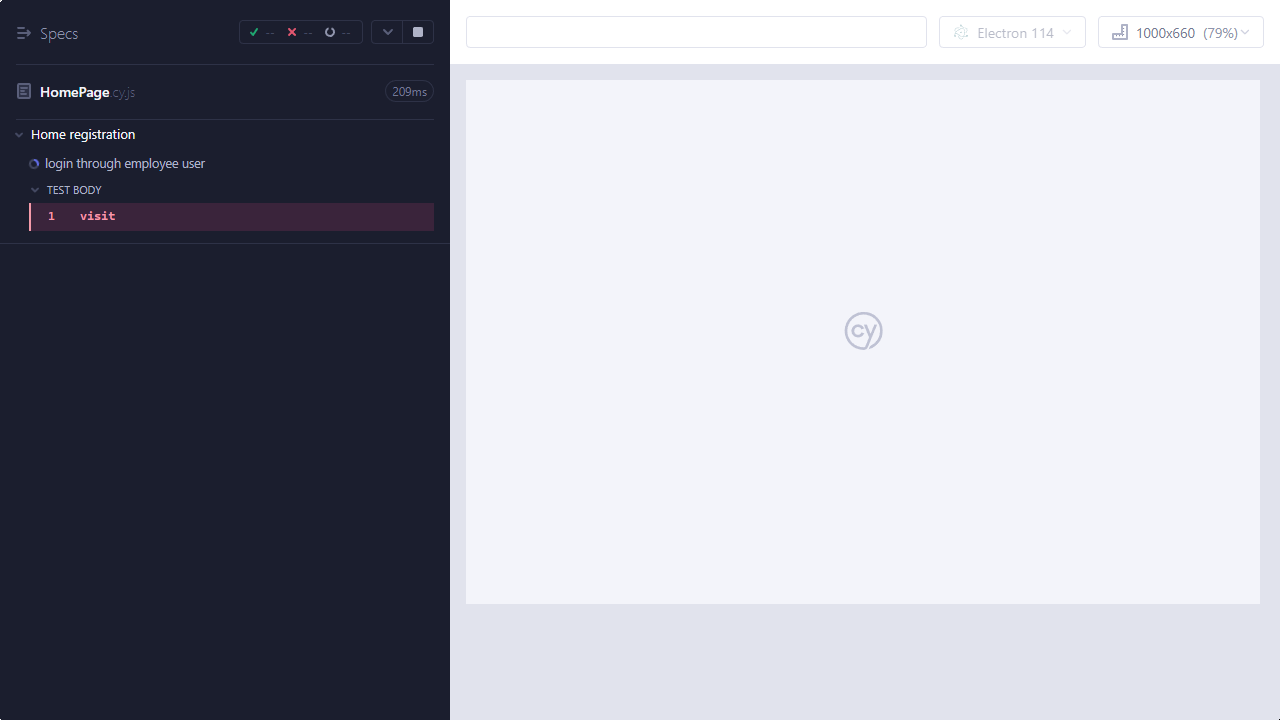 Specs
--
--
--
HomePage.cy.js
209ms
Home registration
login through employee user
TEST BODY
1 visit
Electron 114
1000x660 (79%)
cy